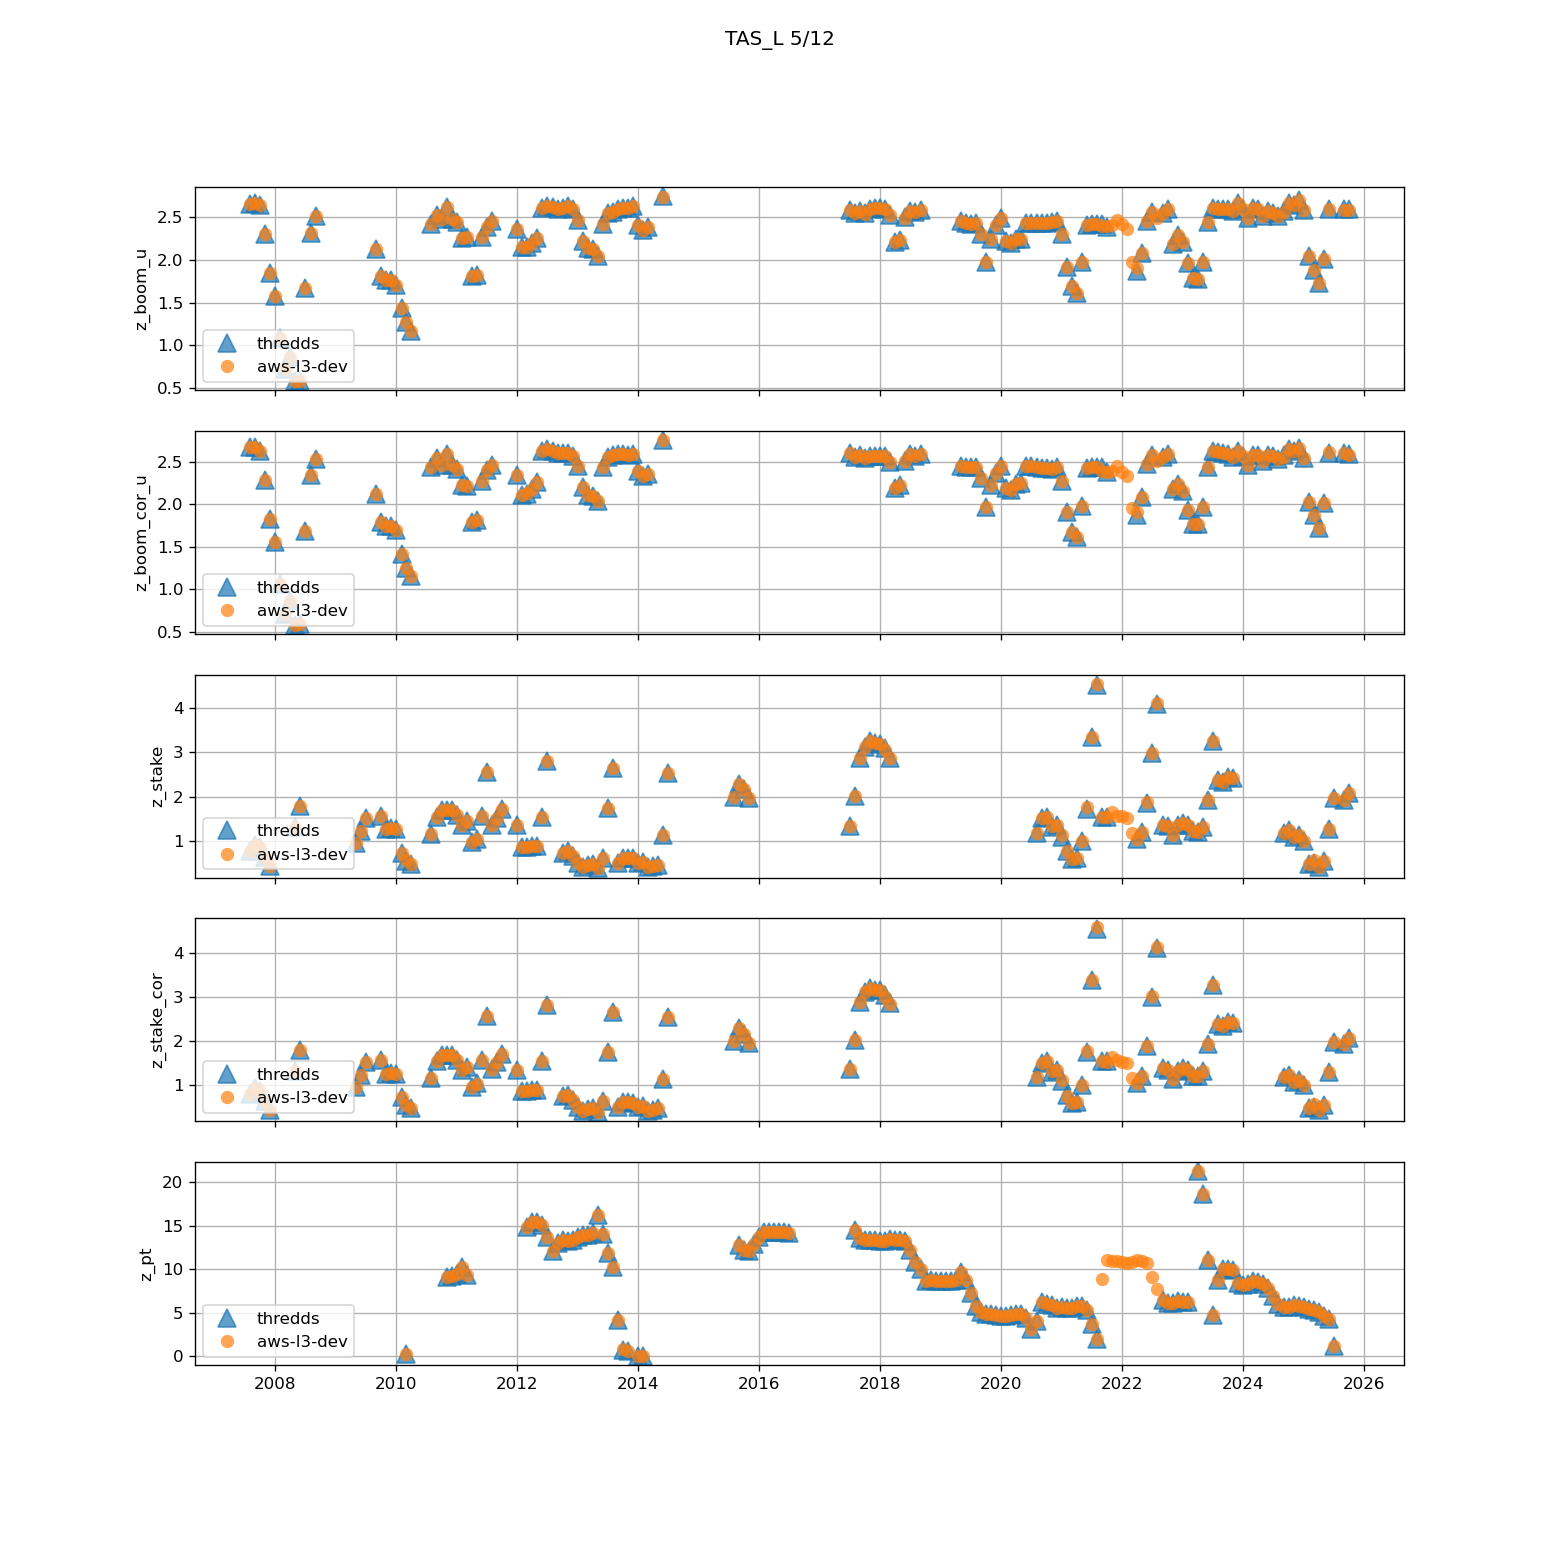 TAS_L 5/12
z_boom_u
2.5
2.0
1.5
1.0
0.5
thredds
aws-l3-dev
z_boom_cor_u
2.5
2.0
1.5
1.0
0.5
thredds
aws-l3-dev
z_stake
4
3
2
1
thredds
aws-l3-dev
z_stake_cor
4
3
2
1
thredds
aws-l3-dev
z_pt
20
15
10
5
0
thredds
aws-l3-dev
2008 2010 2012 2014 2016 2018 2020 2022 2024 2026